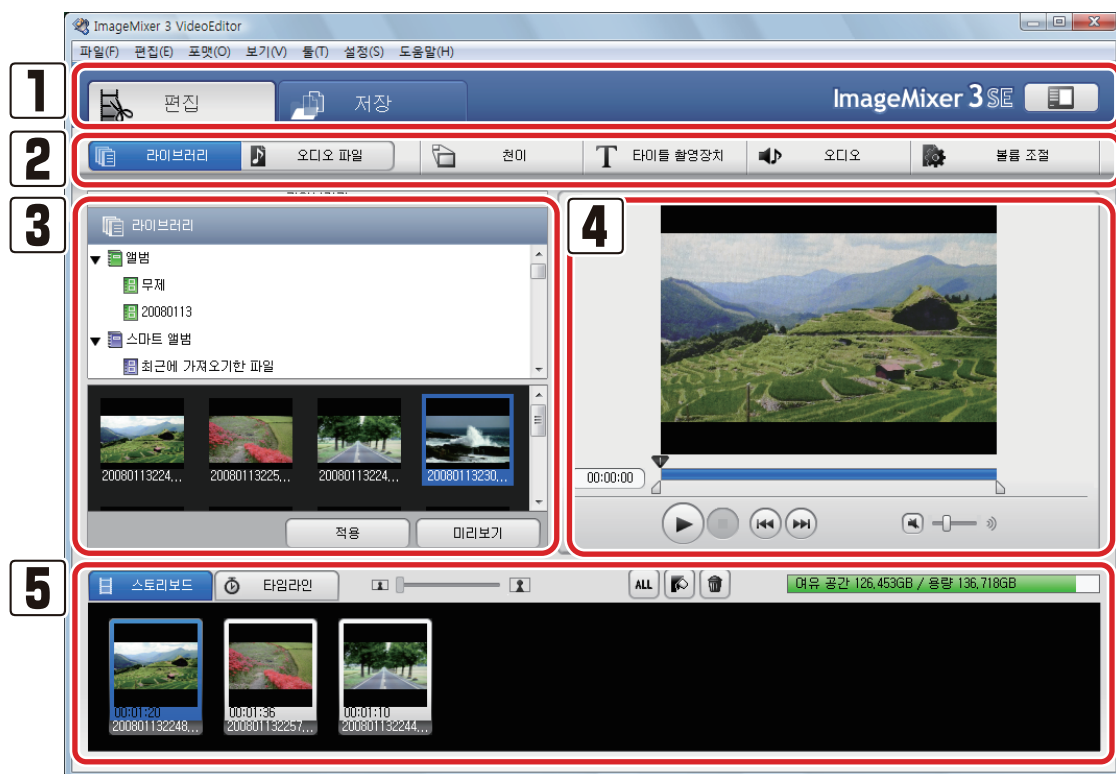 ImageMixer 3 VideoEditor
파일(F) 편집(E) 포맷(O) 보기(V) 툴(T) 설정(S) 도움말(H)
1
편집 저장 ImageMixer 3 SE
2
라이브러리 오디오 파일 천이 T 타이틀 촬영장치 오디오 볼륨 조절
3
라이브러리
앨범
무제
20080113
스마트 앨범
최근에 가져오기한 파일
20080113224... 20080113225... 20080113224... 20080113230...
적용 미리보기
4
00:00:00
5
스토리보드 타임라인 ALL 여유 공간 126,453GB / 용량 136,718GB
00:01:20 00:01:36 00:01:10
200801132248... 200801132257... 200801132244...